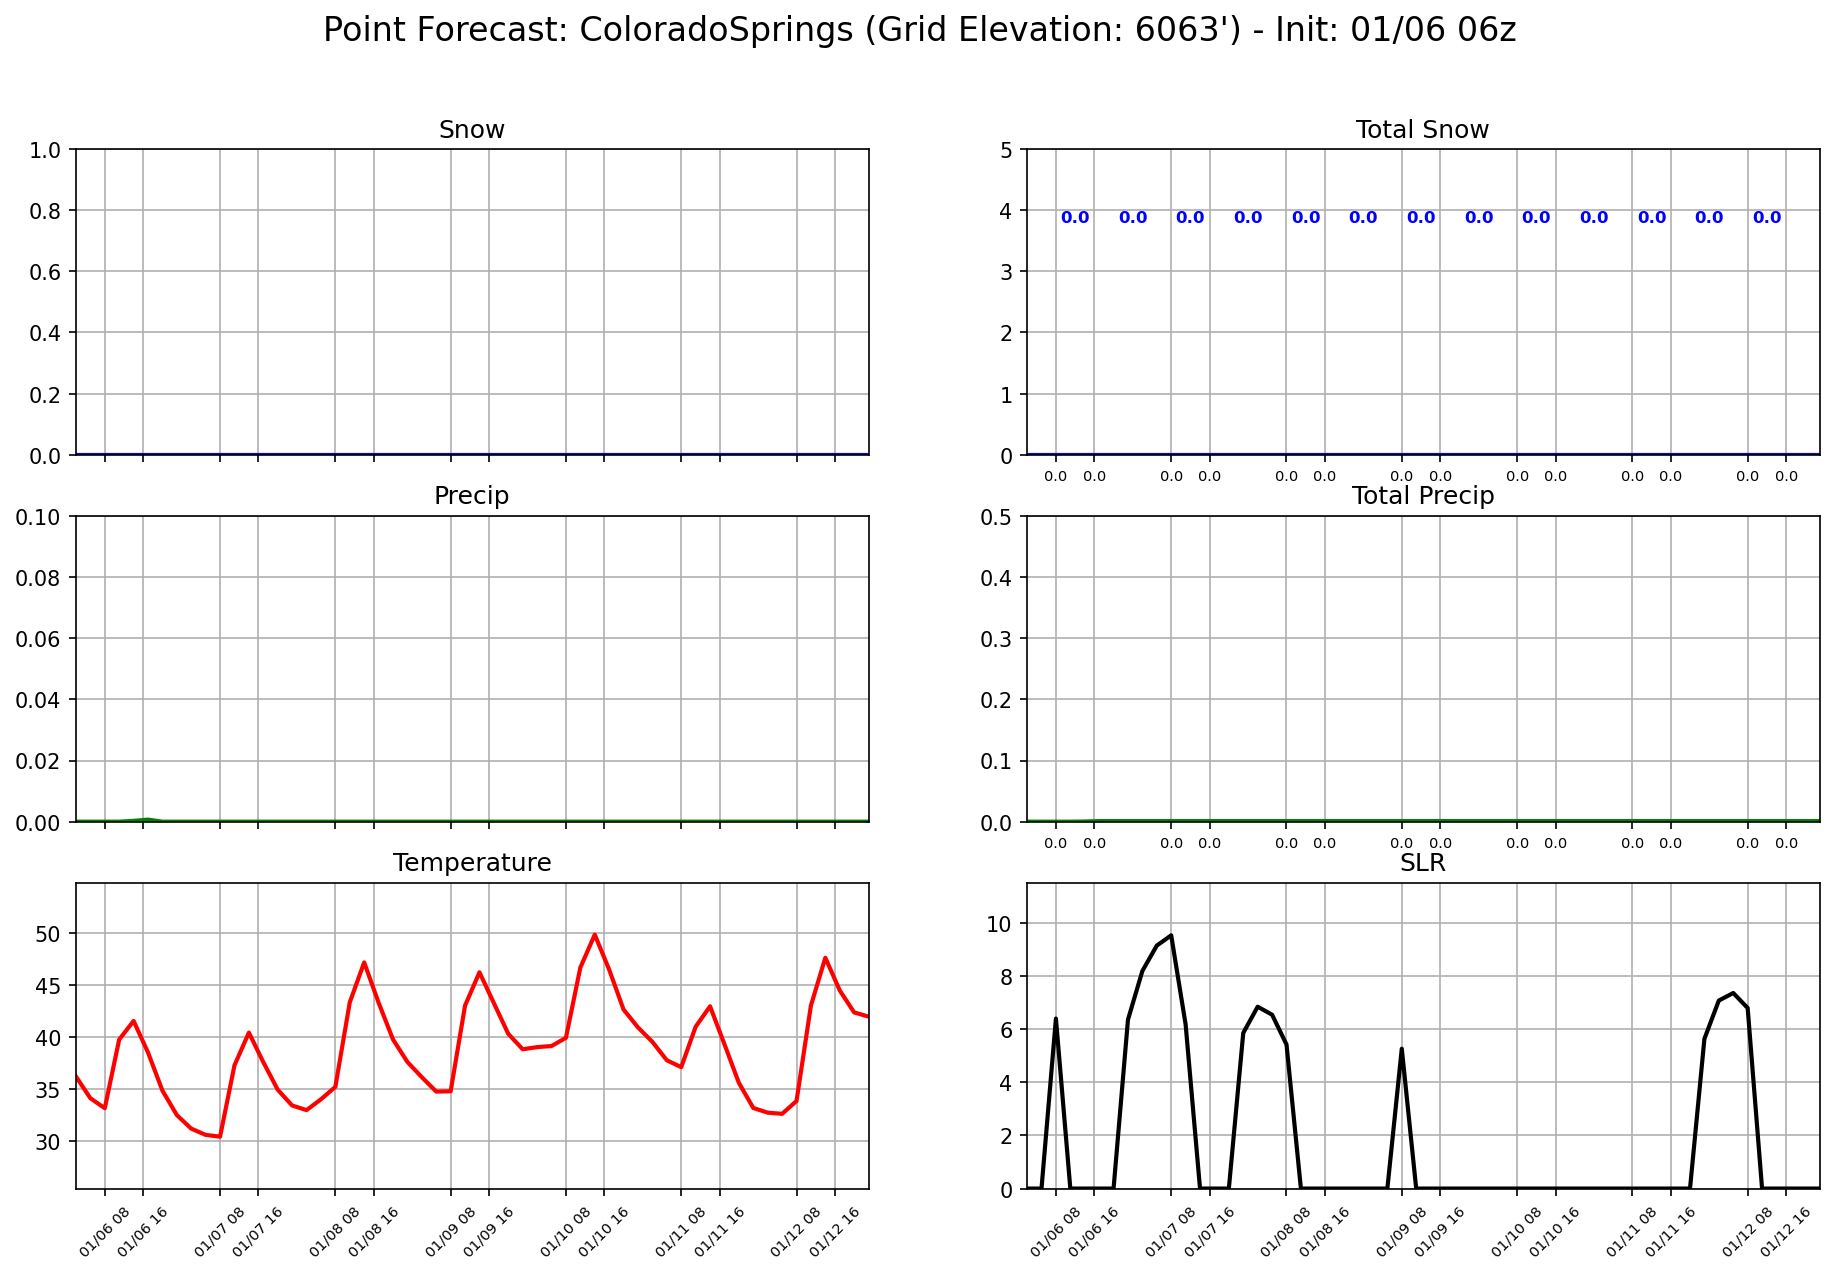 Point Forecast: ColoradoSprings (Grid Elevation: 6063') - Init: 01/06 06z
Snow
1.0
0.8
0.6
0.4
0.2
0.0
Total Snow
5
4
3
2
1
0
0.0 0.0 0.0 0.0 0.0 0.0 0.0 0.0 0.0 0.0 0.0 0.0 0.0
0.0 0.0 0.0 0.0 0.0 0.0 0.0 0.0 0.0 0.0 0.0 0.0 0.0 0.0
Precip
0.10
0.08
0.06
0.04
0.02
0.00
Total Precip
0.5
0.4
0.3
0.2
0.1
0.0
0.0 0.0 0.0 0.0 0.0 0.0 0.0 0.0 0.0 0.0 0.0 0.0 0.0 0.0
Temperature
50
45
40
35
30
01/06 08 01/06 16 01/07 08 01/07 16 01/08 08 01/08 16 01/09 08 01/09 16 01/10 08 01/10 16 01/11 08 01/11 16 01/12 08 01/12 16
SLR
10
8
6
4
2
0
01/06 08 01/06 16 01/07 08 01/07 16 01/08 08 01/08 16 01/09 08 01/09 16 01/10 08 01/10 16 01/11 08 01/11 16 01/12 08 01/12 16